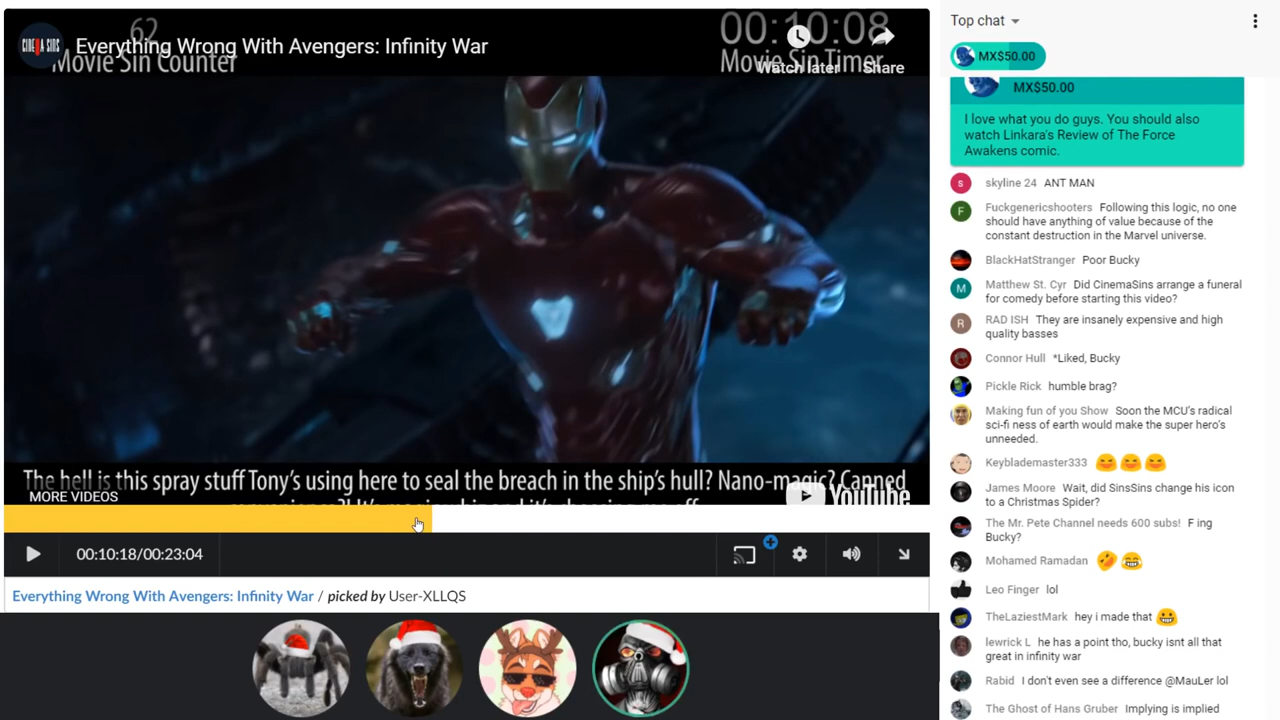 CINEMA SINS
Everything Wrong With Avengers: Infinity War
62
Movie Sin Counter
00:10:08
Movie Sin Timer
Watch later
Share
The hell is this spray stuff Tony's using here to seal the breach in the ship's hull? Nano-magic? Canned
MORE VIDEOS
YouTube
00:10:18/00:23:04
Everything Wrong With Avengers: Infinity War / picked by User-XLLQS
Top chat
MX$50.00
MX$50.00
I love what you do guys. You should also
watch Linkara's Review of The Force
Awakens comic.
S skyline 24 ANT MAN
F Fuckgenericshooters Following this logic, no one
should have anything of value because of the
constant destruction in the Marvel universe.
BlackHatStranger Poor Bucky
M Matthew St. Cyr Did CinemaSins arrange a funeral
for comedy before starting this video?
R RAD ISH They are insanely expensive and high
quality basses
Connor Hull *Liked, Bucky
Pickle Rick humble brag?
Making fun of you Show Soon the MCU's radical
sci-fi ness of earth would make the super hero's
unneeded.
Keyblademaster333 😆😆😆
James Moore Wait, did SinsSins change his icon
to a Christmas Spider?
The Mr. Pete Channel needs 600 subs! F ing
Bucky?
Mohamed Ramadan 🤣😂
Leo Finger lol
TheLaziestMark hey i made that 😬
lewrick L he has a point tho, bucky isnt all that
great in infinity war
Rabid I don't even see a difference @MauLer lol
The Ghost of Hans Gruber Implying is implied